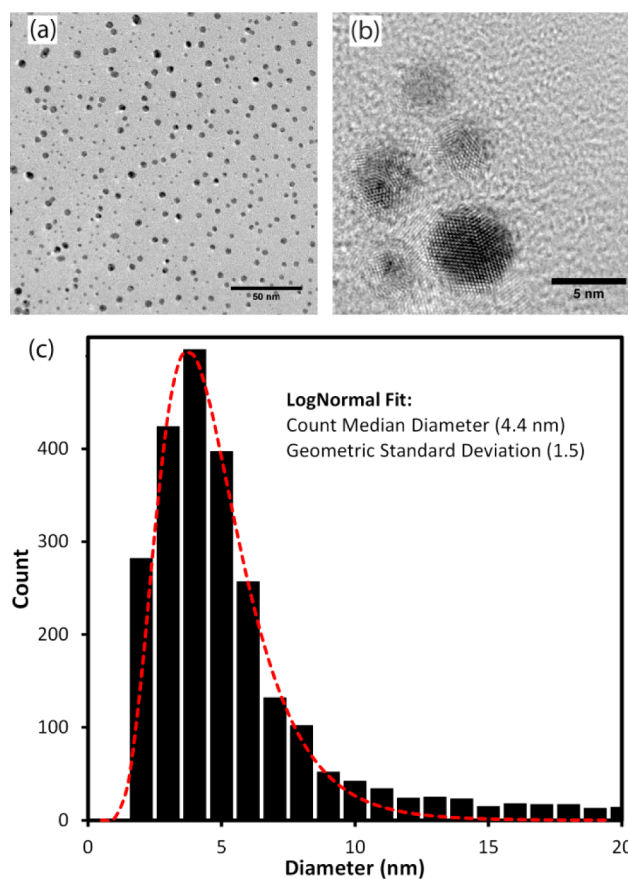 (a)
(b)
50 nm
5 nm
(c)
LogNormal Fit:
Count Median Diameter (4.4 nm)
Geometric Standard Deviation (1.5)
400
300
200
100
0
Count
0 5 10 15 20
Diameter (nm)